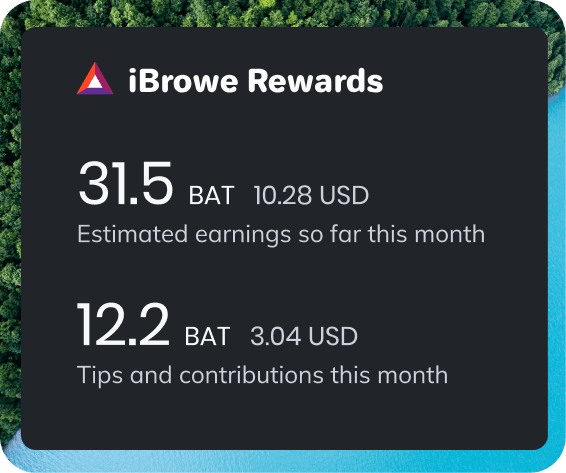 iBrowe Rewards
31.5 BAT 10.28 USD
Estimated earnings so far this month
12.2 BAT 3.04 USD
Tips and contributions this month